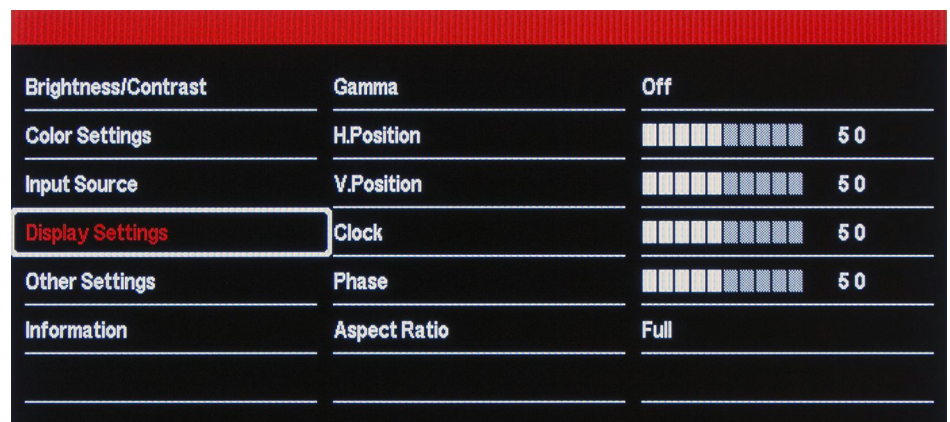 Brightness/Contrast Gamma Off
Color Settings H.Position 50
Input Source V.Position 50
Display Settings Clock 50
Other Settings Phase 50
Information Aspect Ratio Full